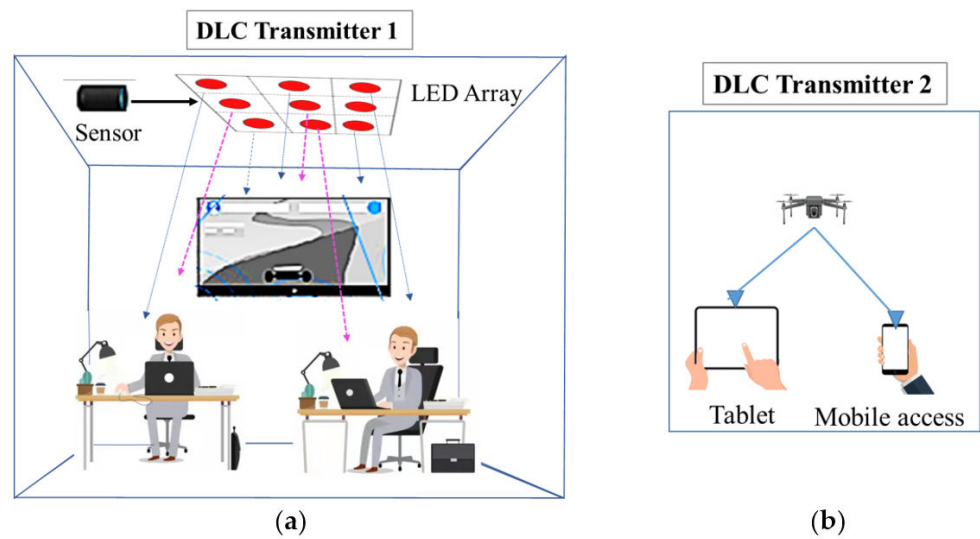 DLC Transmitter 1
LED Array
Sensor
(a)
DLC Transmitter 2
Tablet
Mobile access
(b)